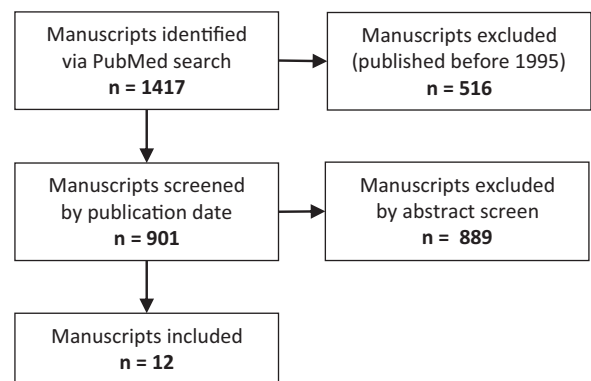 Manuscripts identified
via PubMed search
n = 1417
Manuscripts excluded
(published before 1995)
n = 516
Manuscripts screened
by publication date
n = 901
Manuscripts excluded
by abstract screen
n = 889
Manuscripts included
n = 12